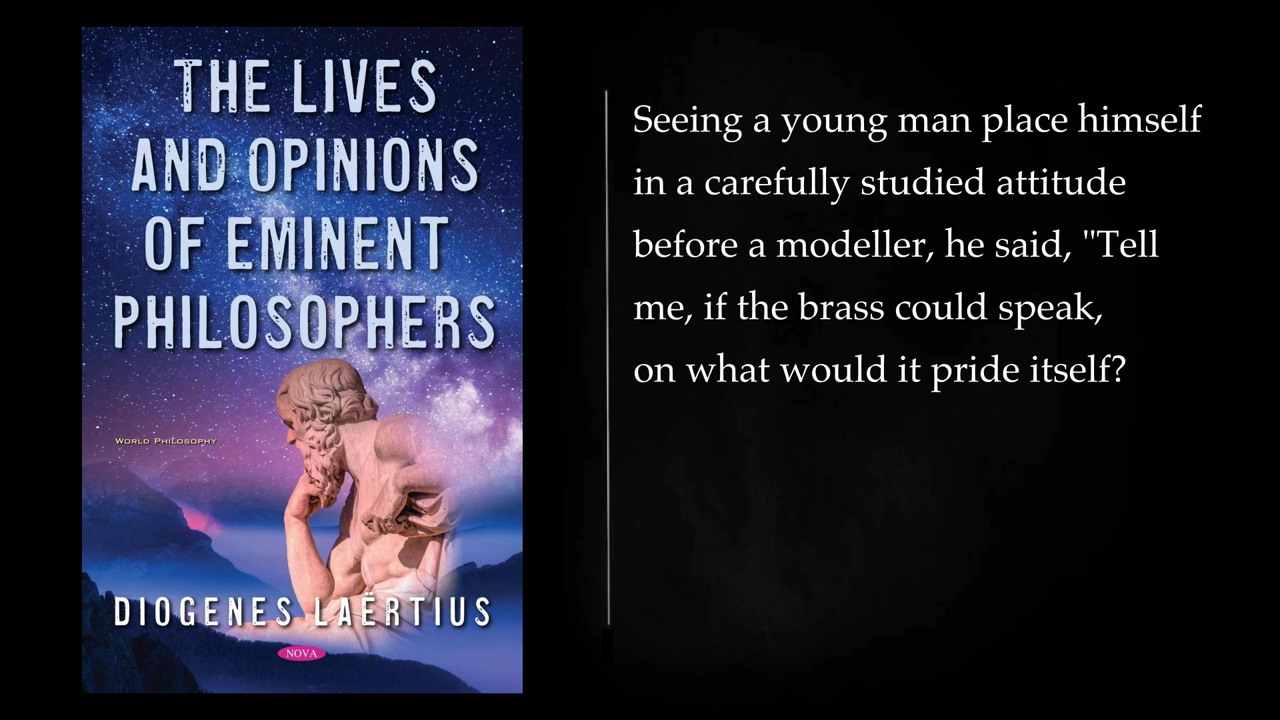 THE LIVES
AND OPINIONS
OF EMINENT
PHILOSOPHERS
WORLD PHILOSOPHY
DIOGENES LAËRTIUS
NOVA
Seeing a young man place himself
in a carefully studied attitude
before a modeller, he said, "Tell
me, if the brass could speak,
on what would it pride itself?